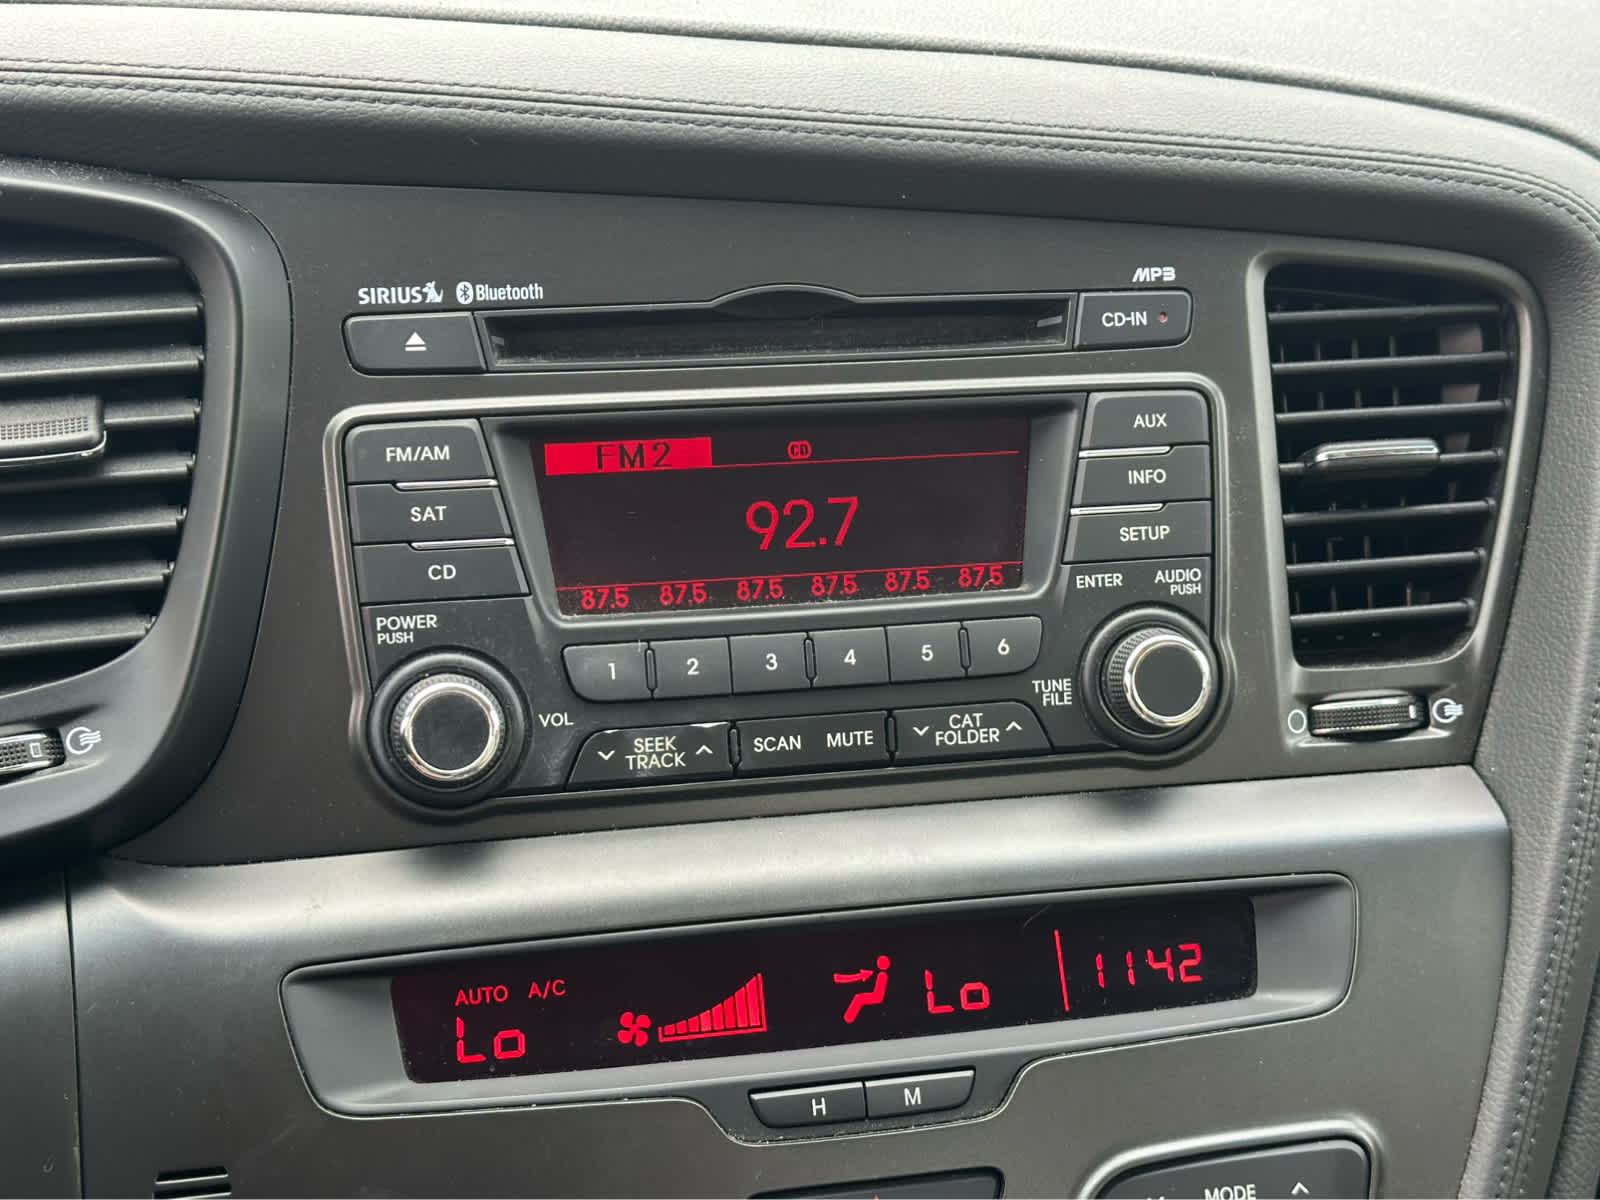 SIRIUS Bluetooth
MP3
CD-IN
FM/AM
SAT
CD
FM2 CD
92.7
87.5 87.5 87.5 87.5 87.5 87.5
AUX
INFO
SETUP
ENTER AUDIO
PUSH
POWER
PUSH
1 2 3 4 5 6
VOL
SEEK
TRACK
SCAN MUTE
CAT
FOLDER
TUNE
FILE
AUTO A/C
Lo
Lo
1142
H M
MODE